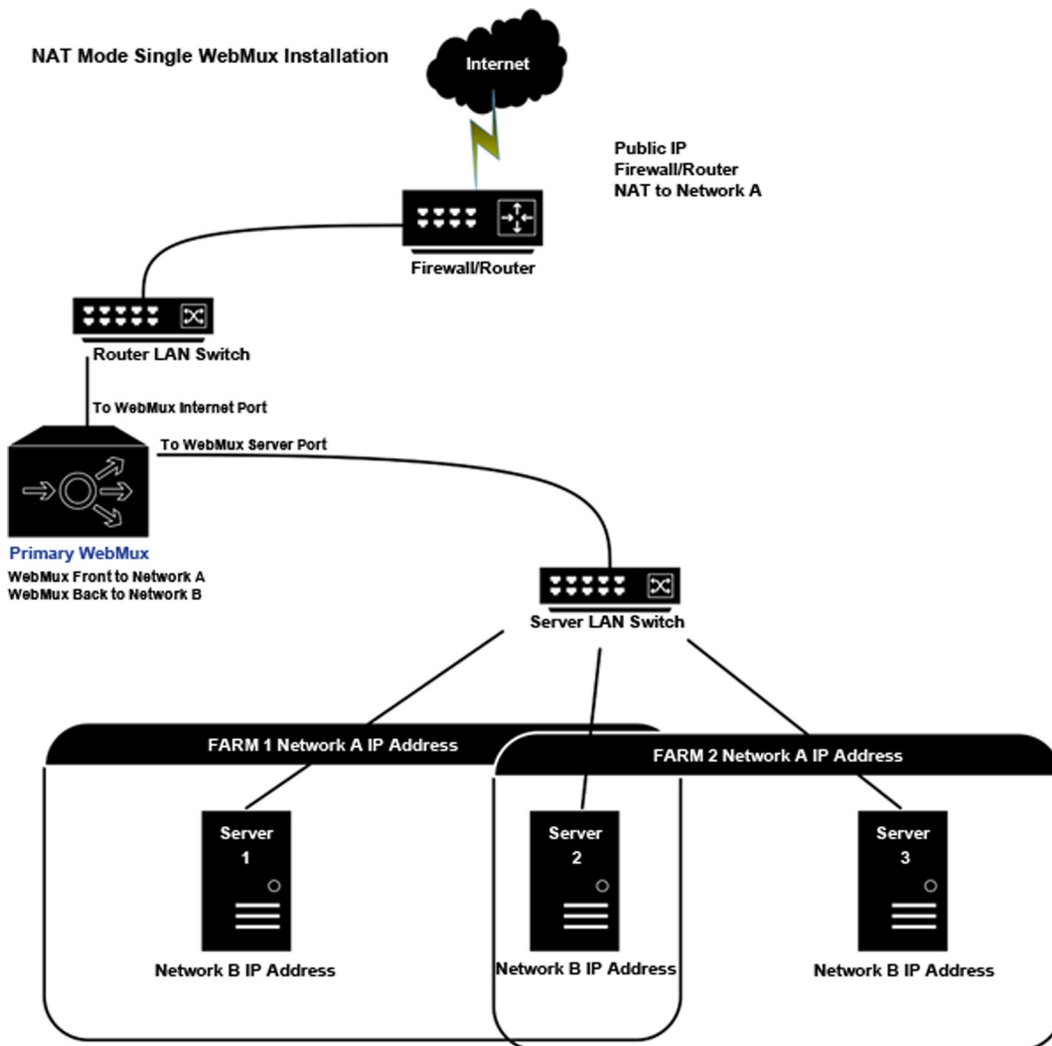 NAT Mode Single WebMux Installation
Internet
Public IP
Firewall/Router
NAT to Network A
Firewall/Router
Router LAN Switch
To WebMux Internet Port
To WebMux Server Port
Primary WebMux
WebMux Front to Network A
WebMux Back to Network B
Server LAN Switch
FARM 1 Network A IP Address
FARM 2 Network A IP Address
Server
1
Server
2
Server
3
Network B IP Address
Network B IP Address
Network B IP Address